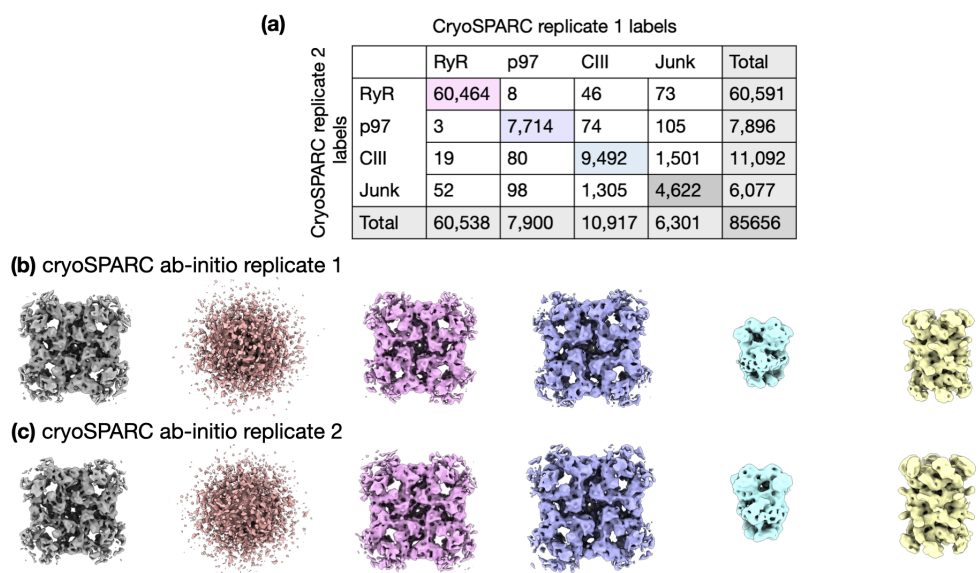 (a)
CryoSPARC replicate 1 labels
CryoSPARC replicate 2
labels
RyR p97 CIII Junk Total
RyR 60,464 8 46 73 60,591
p97 3 7,714 74 105 7,896
CIII 19 80 9,492 1,501 11,092
Junk 52 98 1,305 4,622 6,077
Total 60,538 7,900 10,917 6,301 85656
(b) cryoSPARC ab-initio replicate 1
(c) cryoSPARC ab-initio replicate 2